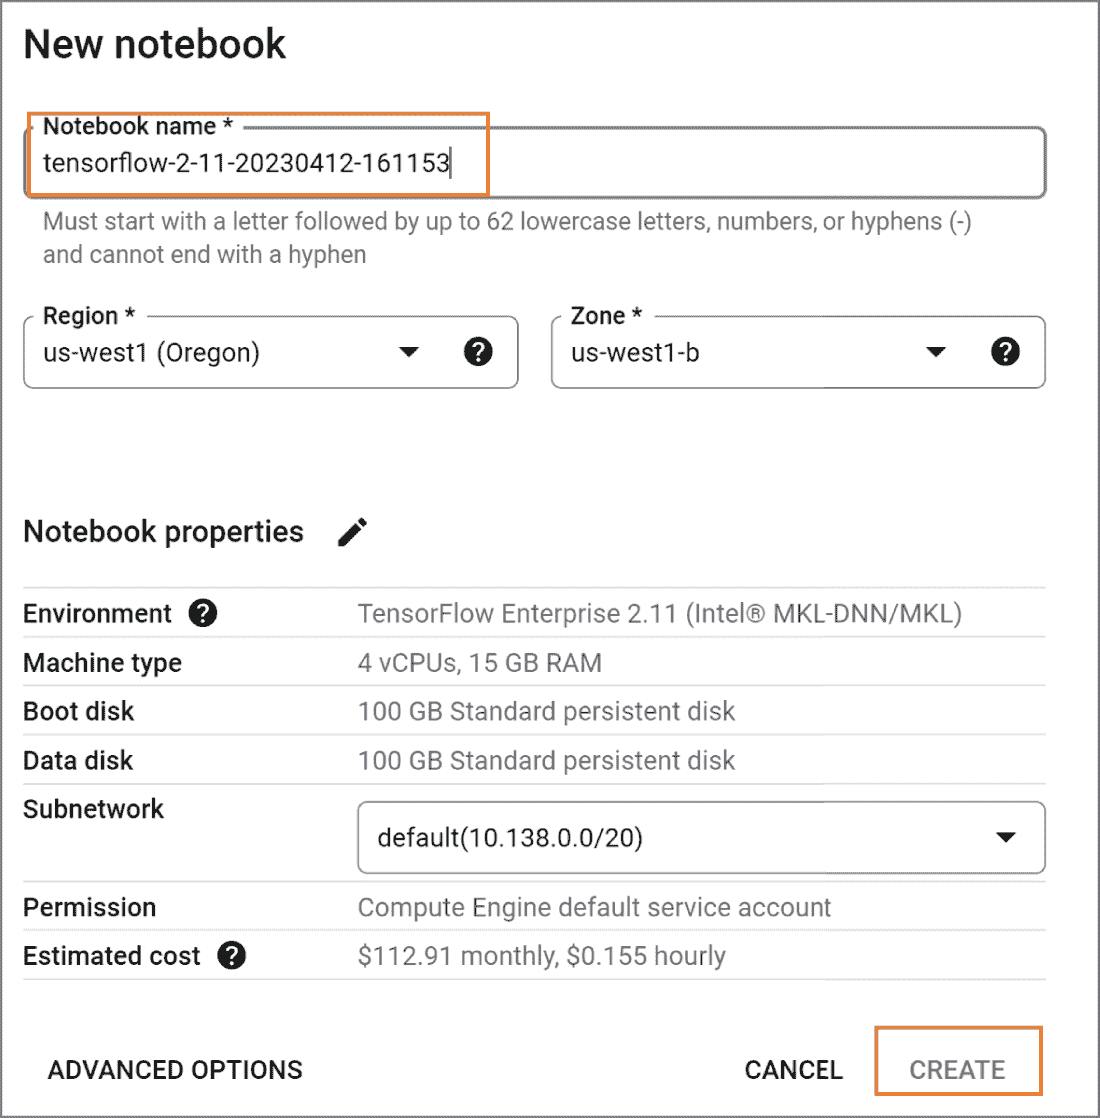 New notebook
Notebook name *
tensorflow-2-11-20230412-161153
Must start with a letter followed by up to 62 lowercase letters, numbers, or hyphens (-)
and cannot end with a hyphen
Region * Zone *
us-west1 (Oregon) ? us-west1-b ?
Notebook properties
Environment ? TensorFlow Enterprise 2.11 (Intel® MKL-DNN/MKL)
Machine type 4 vCPUs, 15 GB RAM
Boot disk 100 GB Standard persistent disk
Data disk 100 GB Standard persistent disk
Subnetwork
default(10.138.0.0/20)
Permission Compute Engine default service account
Estimated cost ? $112.91 monthly, $0.155 hourly
ADVANCED OPTIONS CANCEL CREATE